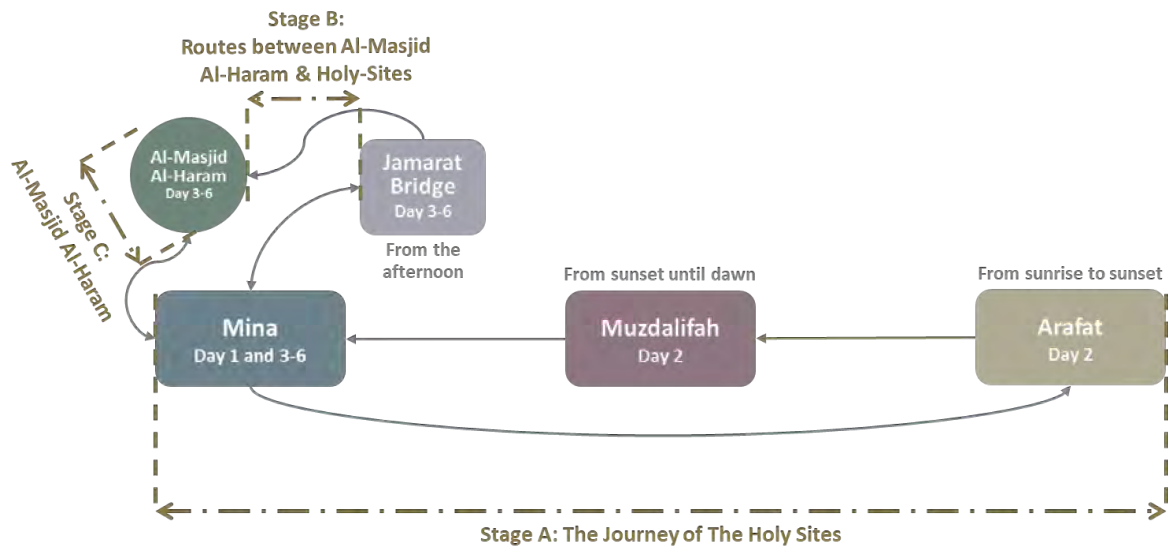 Stage B:
Routes between Al-Masjid
Al-Haram & Holy-Sites
Al-Masjid
Al-Haram
Day 3-6
Jamarat
Bridge
Day 3-6
From the
afternoon
Stage C:
Al-Masjid Al-Haram
From sunset until dawn
From sunrise to sunset
Mina
Day 1 and 3-6
Muzdalifah
Day 2
Arafat
Day 2
Stage A: The Journey of The Holy Sites